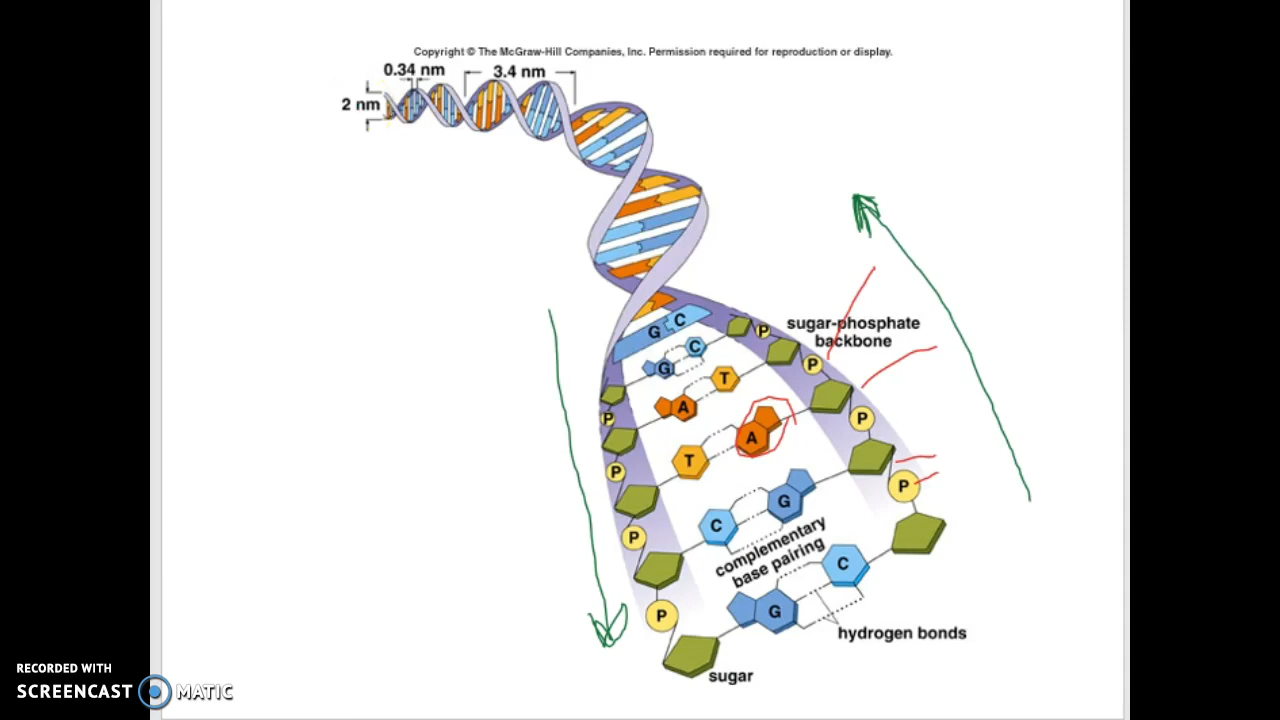 Copyright © The McGraw-Hill Companies, Inc. Permission required for reproduction or display.
0.34 nm
3.4 nm
2 nm
G C
P
sugar-phosphate
backbone
G C
P
A T
P
P
T A
P
P
C G
P
P
complementary
base pairing
G C
P
hydrogen bonds
sugar
RECORDED WITH
SCREENCAST MATIC